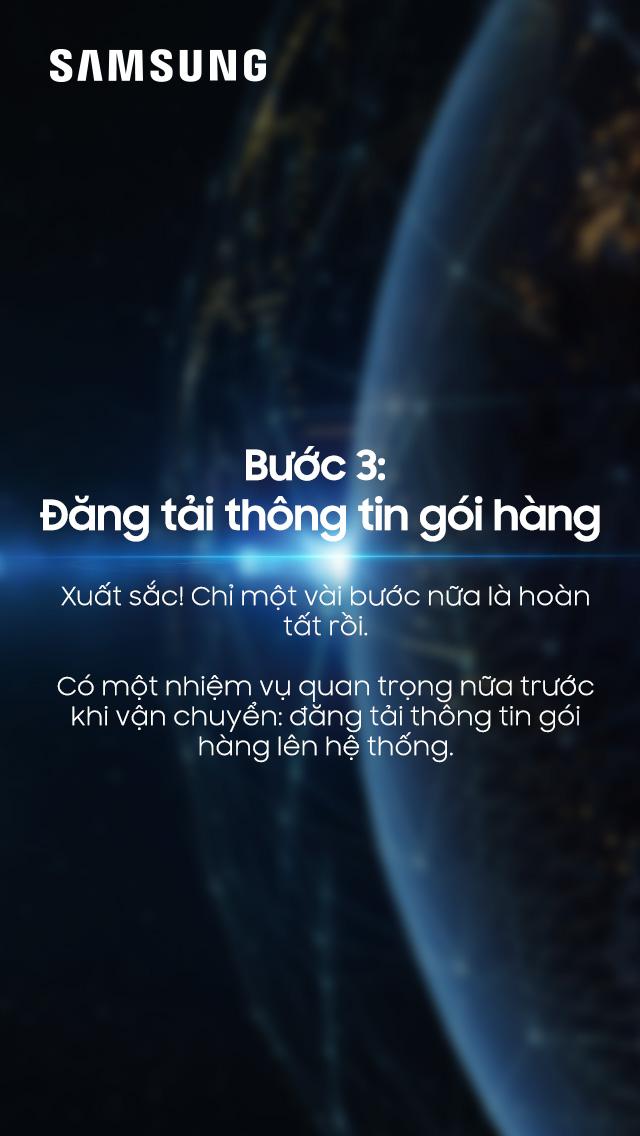 SAMSUNG
Bước 3:
Đăng tải thông tin gói hàng
Xuất sắc! Chỉ một vài bước nữa là hoàn
tất rồi.
Có một nhiệm vụ quan trọng nữa trước
khi vận chuyển: đăng tải thông tin gói
hàng lên hệ thống.